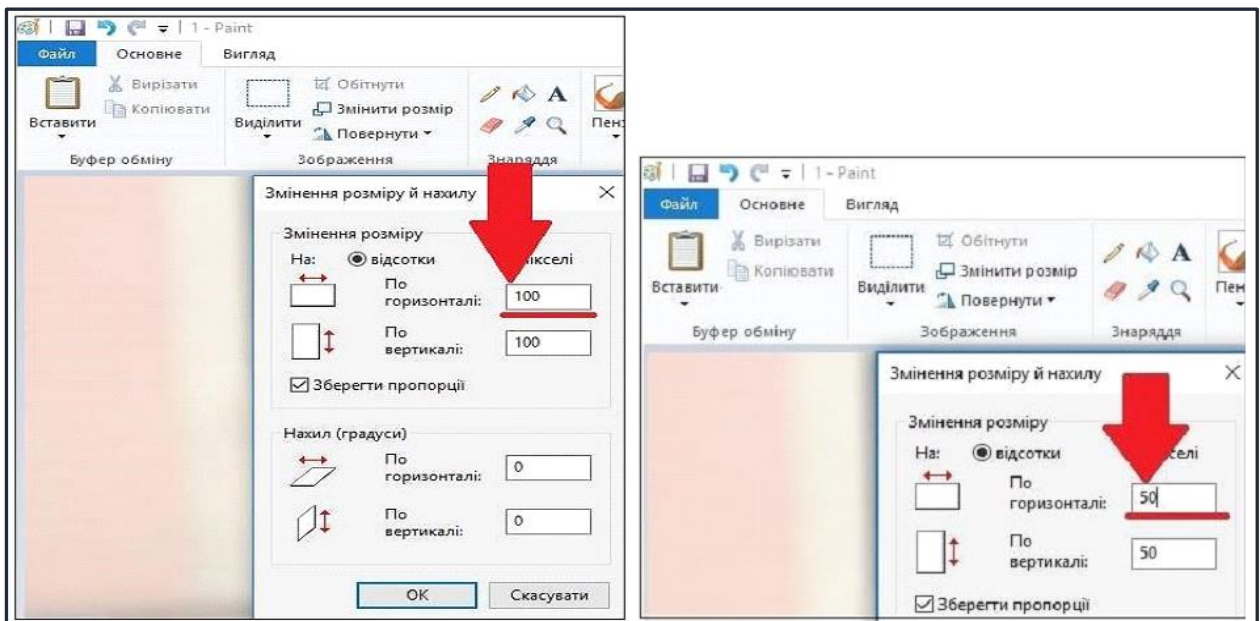 1 - Paint
Файл Основне Вигляд
Вирізати
Копіювати
Вставити
Обітнути
Змінити розмір
Повернути
Виділити
Буфер обміну Зображення Знаряддя
Змінення розміру й нахилу
Змінення розміру
На: відсотки
По горизонталі: 100
По вертикалі: 100
Зберегти пропорції
Нахил (градуси)
По горизонталі: 0
По вертикалі: 0
ОК Скасувати
1 - Paint
Файл Основне Вигляд
Вирізати
Копіювати
Вставити
Обітнути
Змінити розмір
Повернути
Виділити
Буфер обміну Зображення Знаряддя
Змінення розміру й нахилу
Змінення розміру
На: відсотки
По горизонталі: 50
По вертикалі: 50
Зберегти пропорції